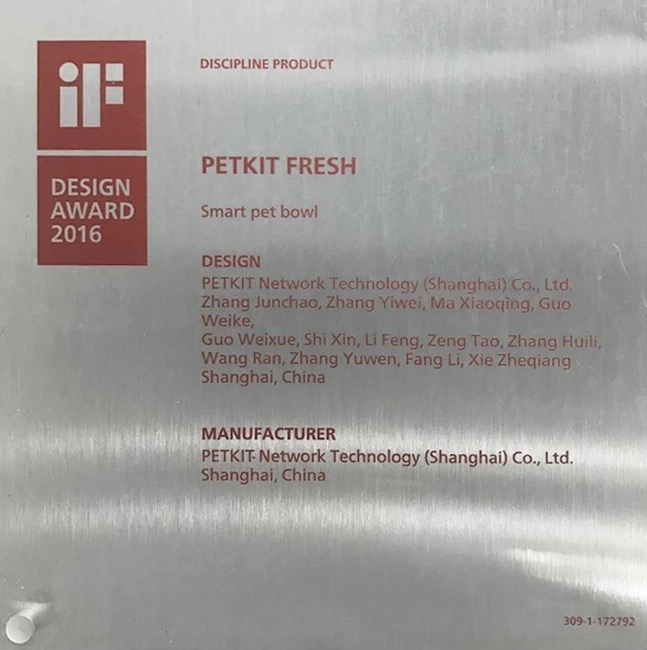 iF
DISCIPLINE PRODUCT
DESIGN
AWARD
2016
PETKIT FRESH
Smart pet bowl
DESIGN
PETKIT Network Technology (Shanghai) Co., Ltd.
Zhang Junchao, Zhang Yiwei, Ma Xiaoqing, Guo
Weike,
Guo Weixue, Shi Xin, Li Feng, Zeng Tao, Zhang Huili,
Wang Ran, Zhang Yuwen, Fang Li, Xie Zheqiang
Shanghai, China
MANUFACTURER
PETKIT Network Technology (Shanghai) Co., Ltd.
Shanghai, China
309-1-172792